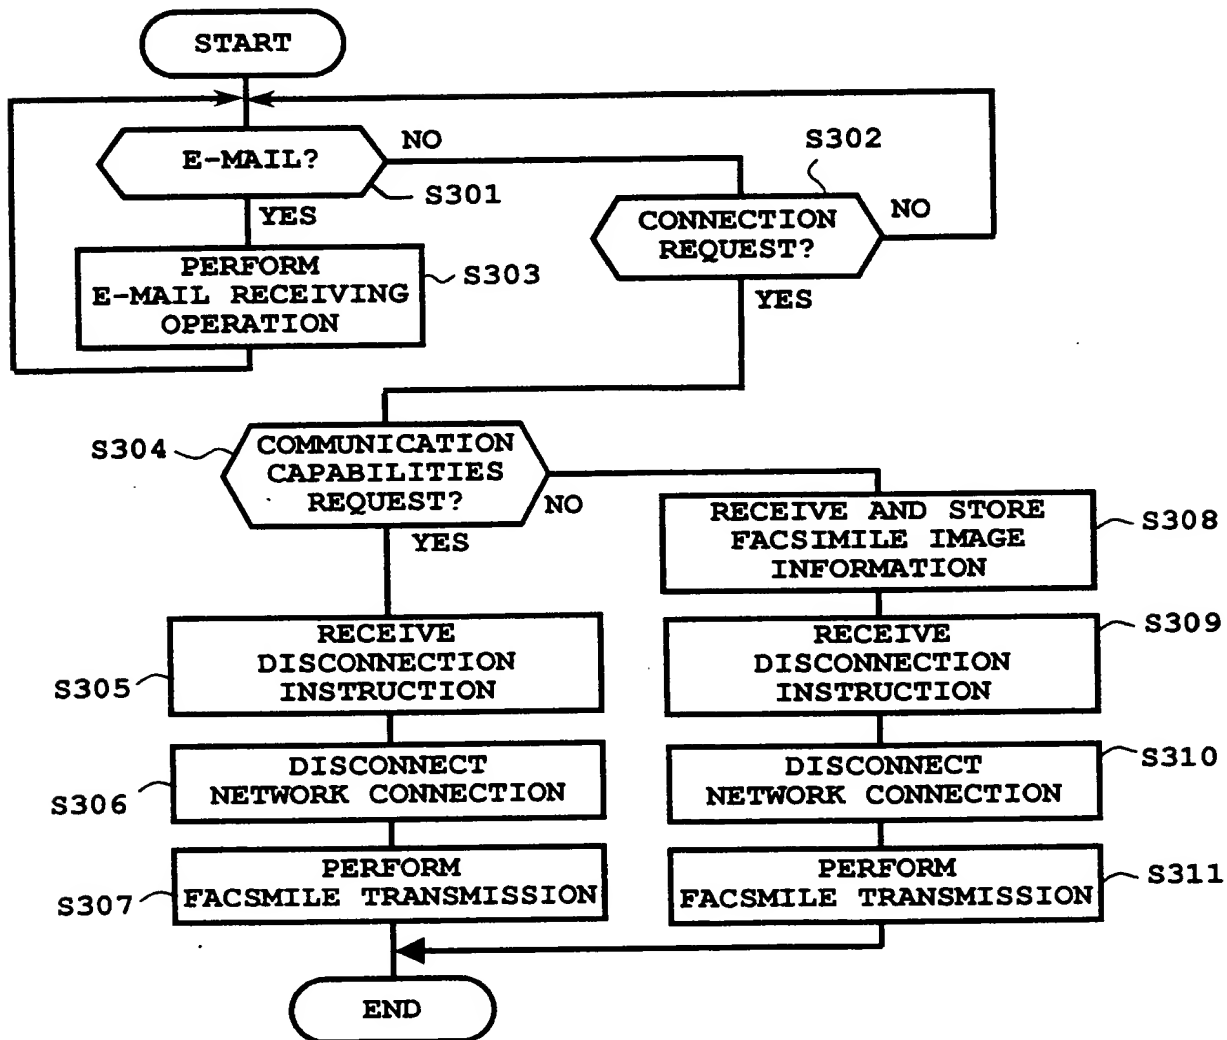 START
E-MAIL?
NO
S301
YES
S302
CONNECTION
REQUEST?
NO
YES
PERFORM
E-MAIL RECEIVING
OPERATION
S303
S304
COMMUNICATION
CAPABILITIES
REQUEST?
NO
YES
RECEIVE AND STORE
FACSIMILE IMAGE
INFORMATION
S308
RECEIVE
DISCONNECTION
INSTRUCTION
S305
RECEIVE
DISCONNECTION
INSTRUCTION
S309
DISCONNECT
NETWORK CONNECTION
S306
DISCONNECT
NETWORK CONNECTION
S310
PERFORM
FACSMILE TRANSMISSION
S307
PERFORM
FACSMILE TRANSMISSION
S311
END